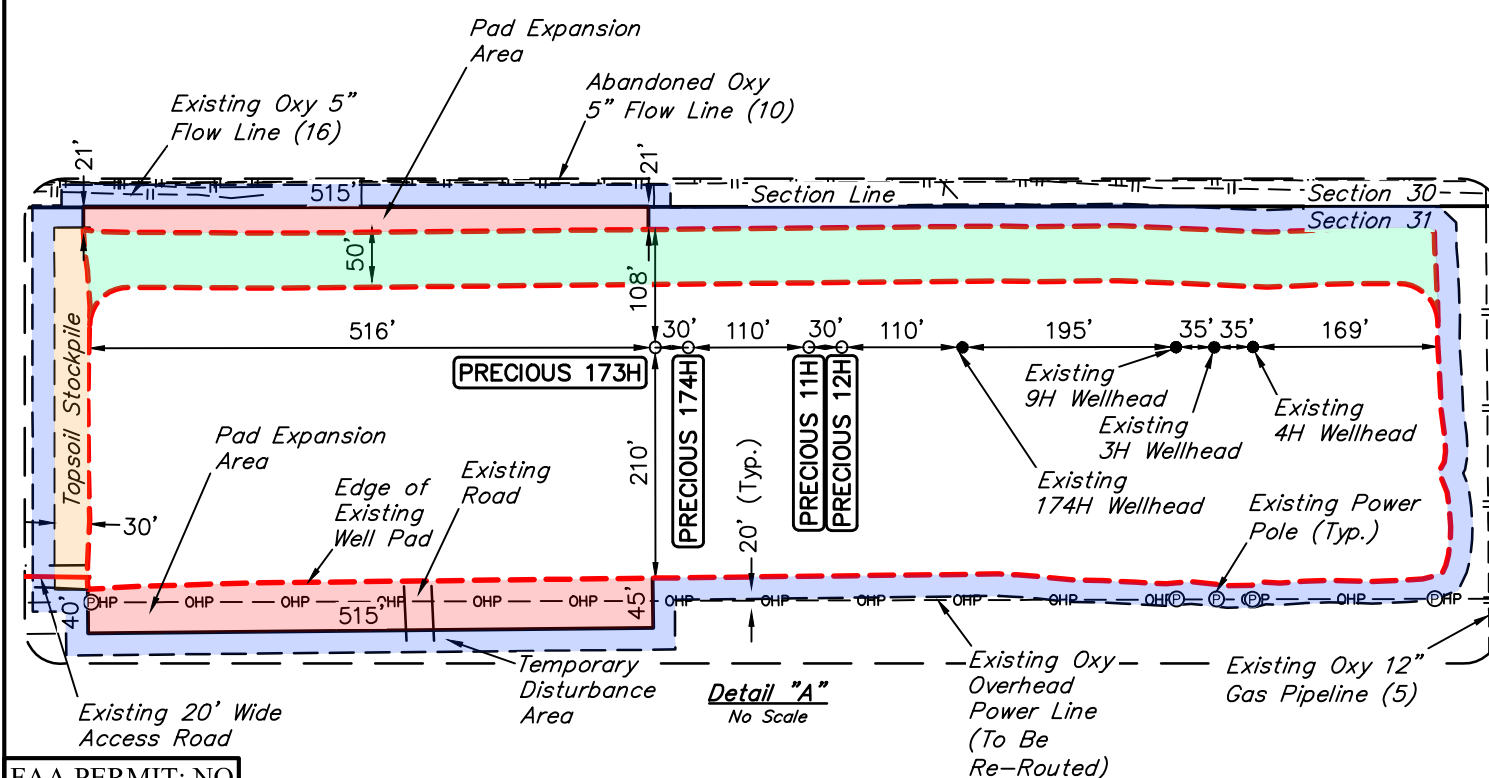 Pad Expansion
Area
Abandoned Oxy
5" Flow Line (10)
Existing Oxy 5"
Flow Line (16)
21'
21'
515'
Section Line
Section 30
Section 31
50'
108'
516'
30'
110'
30'
110'
195'
35'
35'
169'
PRECIOUS 173H
PRECIOUS 174H
PRECIOUS 11H
PRECIOUS 12H
Existing
9H Wellhead
Existing
3H Wellhead
Existing
4H Wellhead
Existing
174H Wellhead
Topsoil Stockpile
Pad Expansion
Area
Edge of
Existing
Well Pad
Existing
Road
210'
20' (Typ.)
Existing Power
Pole (Typ.)
30'
40'
P
OHP
OHP
OHP
OHP
OHP
OHP
515'
45'
OHP
OHP
OHP
OHP
OHP
OHP
P
P
P
OHP
P
OHP
Temporary
Disturbance
Area
Detail "A"
No Scale
Existing Oxy
Overhead
Power Line
(To Be
Re-Routed)
Existing Oxy 12"
Gas Pipeline (5)
Existing 20' Wide
Access Road
FAA PERMIT: NO